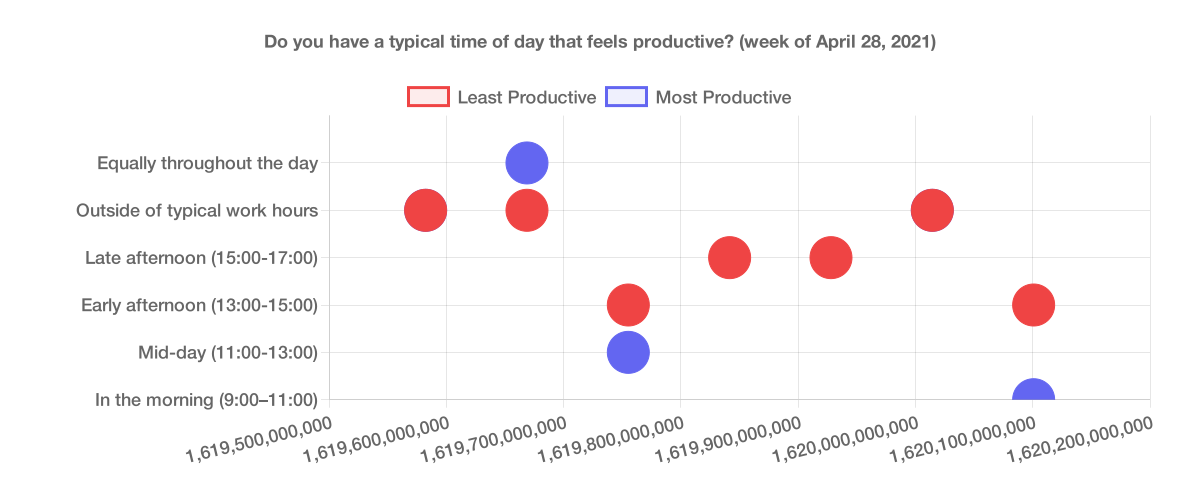 Do you have a typical time of day that feels productive? (week of April 28, 2021)
Least Productive Most Productive
Equally throughout the day
Outside of typical work hours
Late afternoon (15:00-17:00)
Early afternoon (13:00-15:00)
Mid-day (11:00-13:00)
In the morning (9:00–11:00)
1,619,500,000,000 1,619,600,000,000 1,619,700,000,000 1,619,800,000,000 1,619,900,000,000 1,620,000,000,000 1,620,100,000,000 1,620,200,000,000